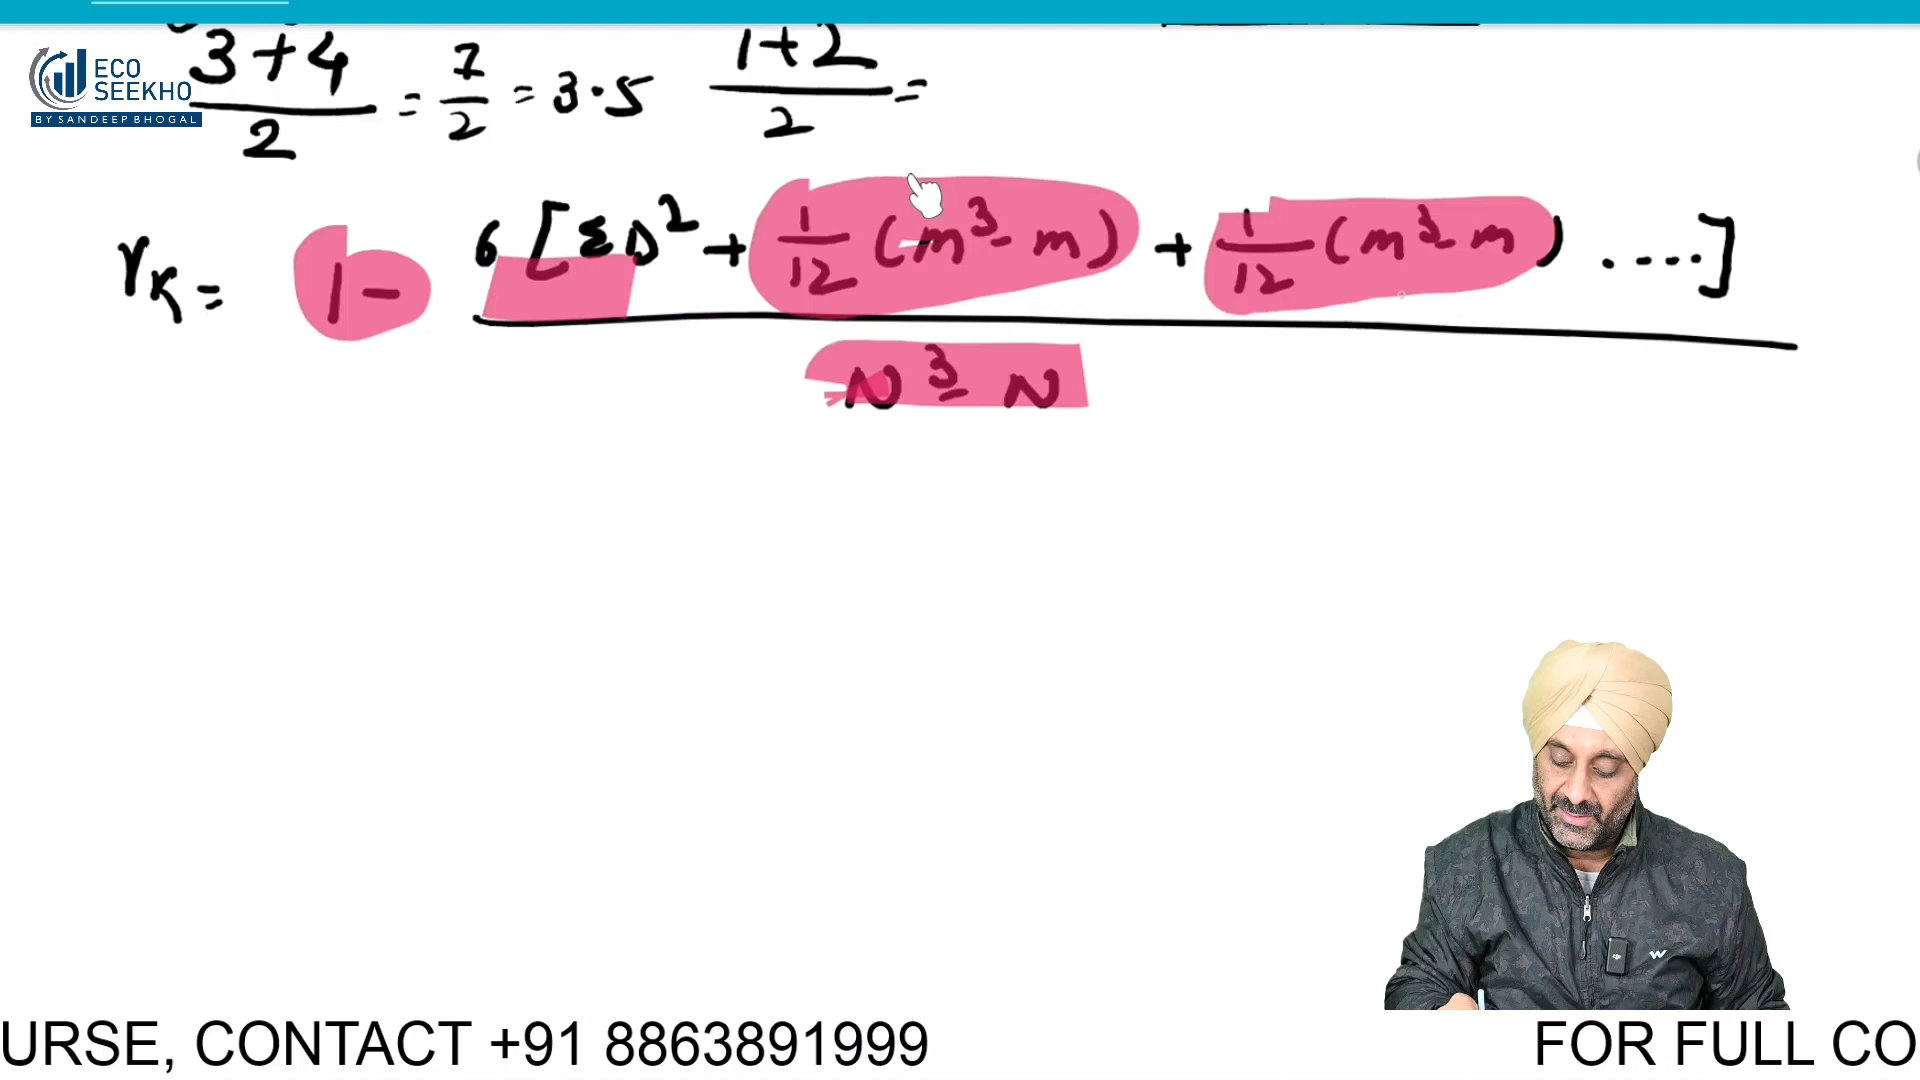 ECO
SEEKHO
BY SANDEEP BHOGAL
3+4/2 = 7/2 = 3.5 1+2/2 =
rK = 1 - 6[ΣD² + 1/12 (m³ - m) + 1/12 (m³ - m) ....]
N³ - N
W
URSE, CONTACT +91 8863891999 FOR FULL CO